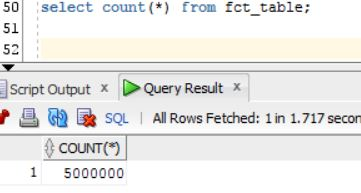 50 select count(*) from fct_table;
51
52
Script Output x Query Result x
SQL | All Rows Fetched: 1 in 1.717 secon
COUNT(*)
1 5000000